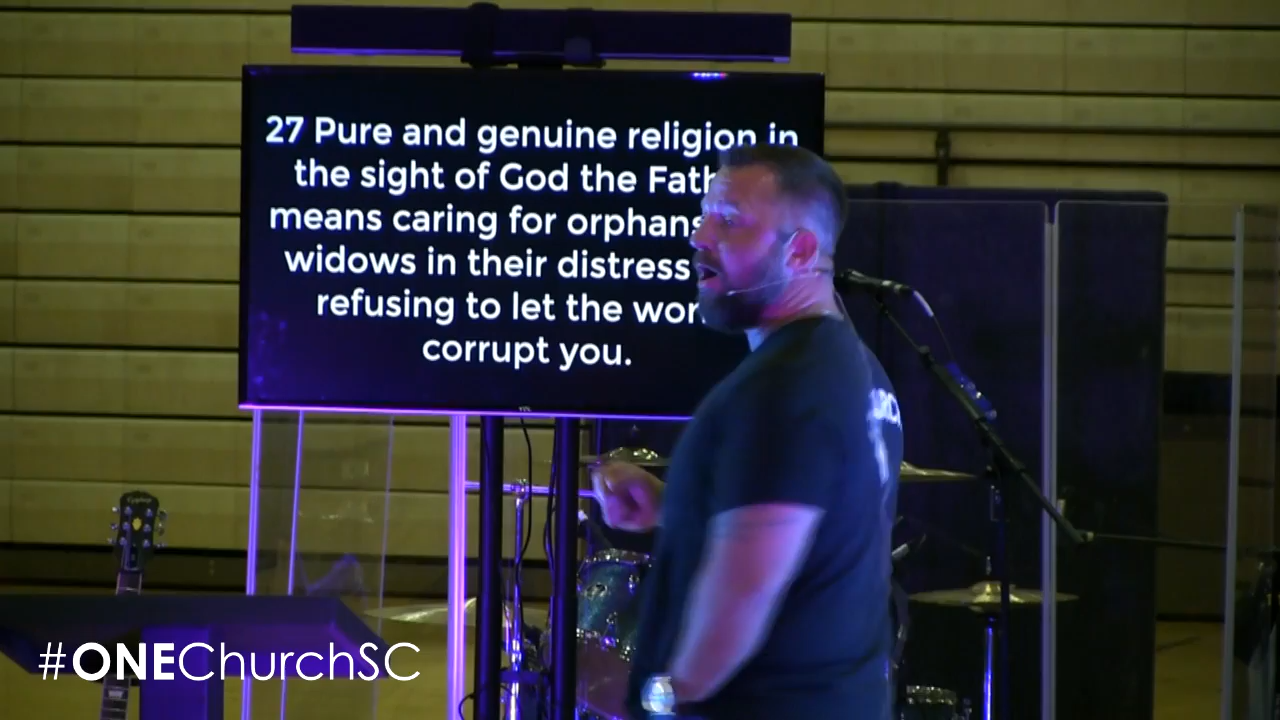 27 Pure and genuine religion in
the sight of God the
means caring for orphans
widows in their distress
refusing to let the
corrupt you.
Epiphone
#ONEChurchSC